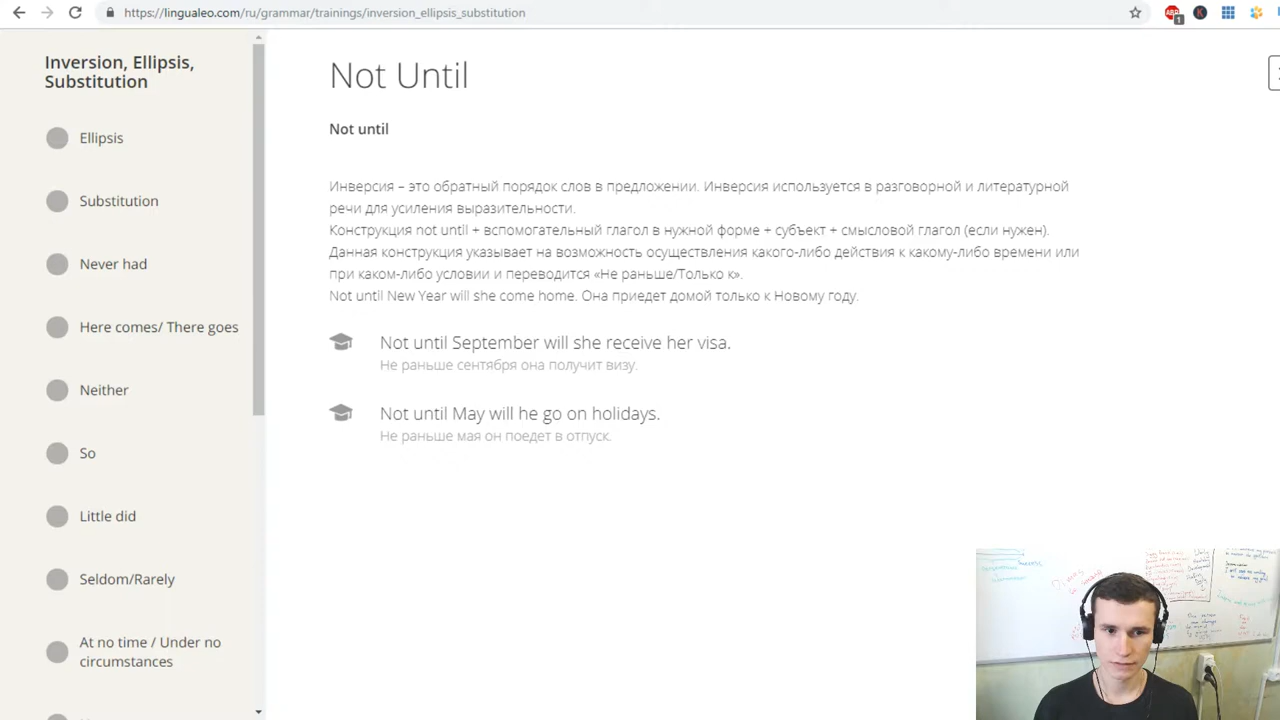 https://lingualeo.com/ru/grammar/trainings/inversion_ellipsis_substitution
ABP
1
K
Inversion, Ellipsis,
Substitution
Ellipsis
Substitution
Never had
Here comes/ There goes
Neither
So
Little did
Seldom/Rarely
At no time / Under no
circumstances
Not Until
Not until
Инверсия – это обратный порядок слов в предложении. Инверсия используется в разговорной и литературной
речи для усиления выразительности.
Конструкция not until + вспомогательный глагол в нужной форме + субъект + смысловой глагол (если нужен).
Данная конструкция указывает на возможность осуществления какого-либо действия к какому-либо времени или
при каком-либо условии и переводится «Не раньше/Только к».
Not until New Year will she come home. Она приедет домой только к Новому году.
Not until September will she receive her visa.
Не раньше сентября она получит визу.
Not until May will he go on holidays.
Не раньше мая он поедет в отпуск.